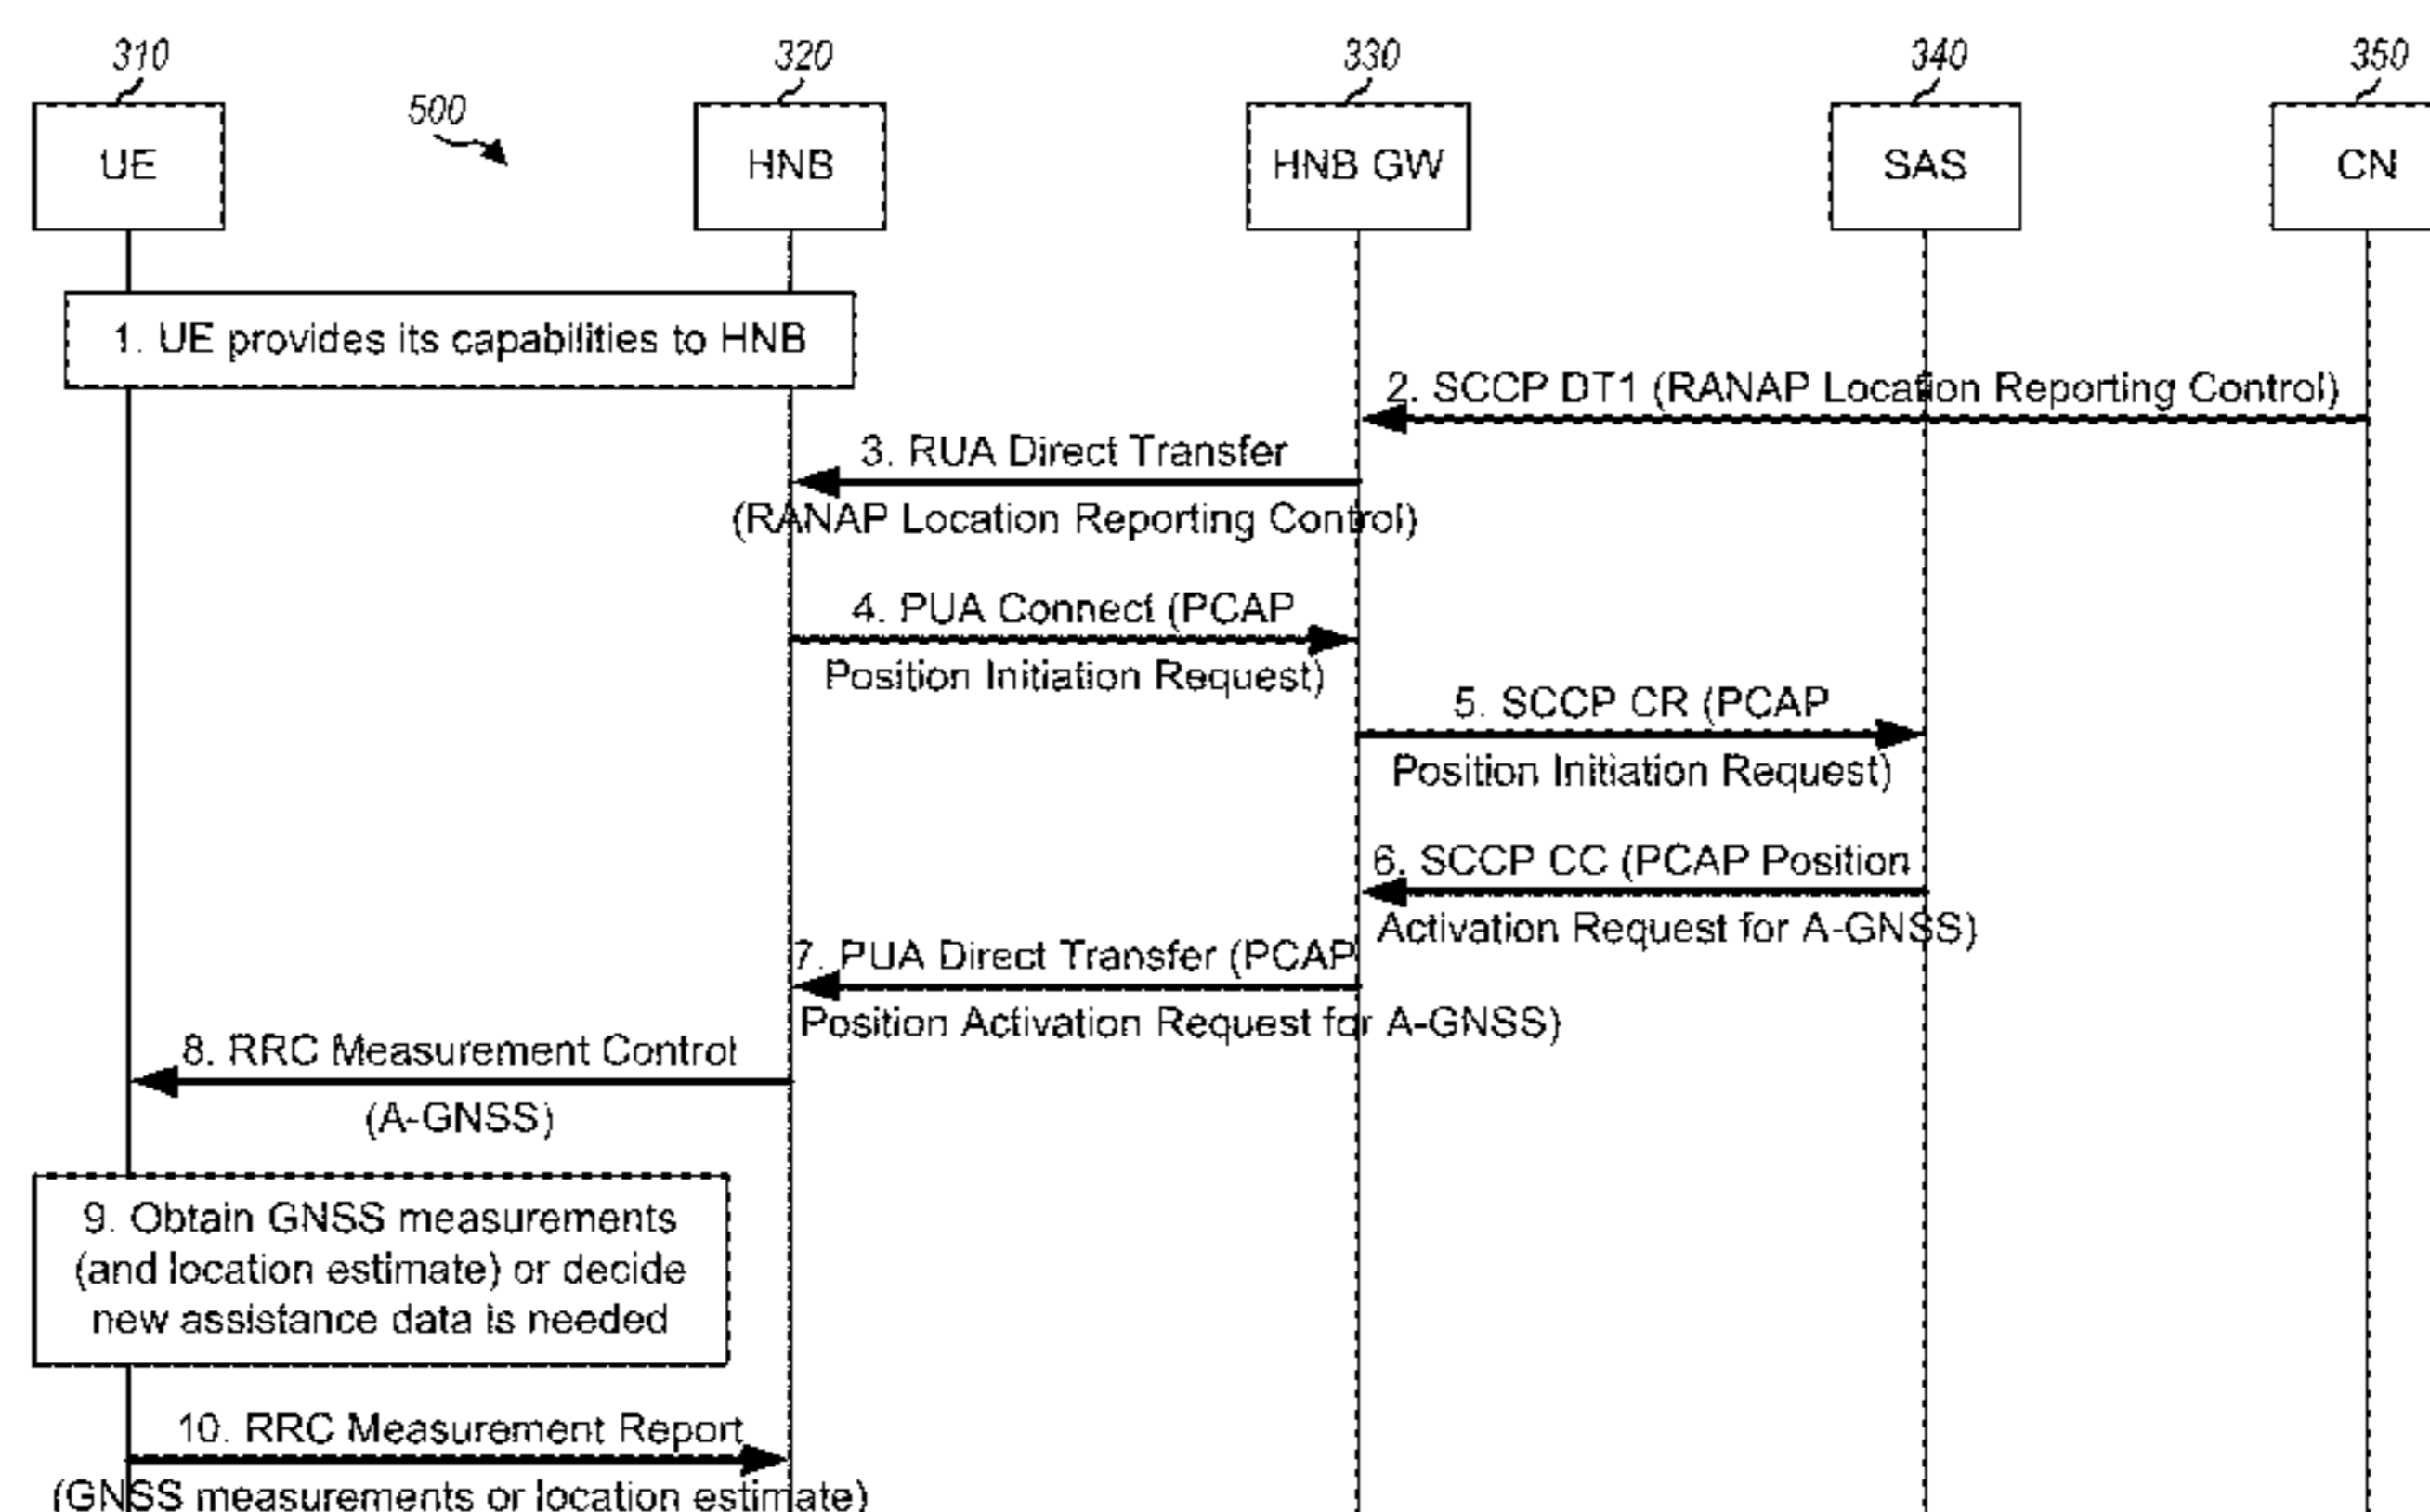 310
320
330
340
350
500
UE
HNB
HNB GW
SAS
CN
1. UE provides its capabilities to HNB
2. SCCP DT1 (RANAP Location Reporting Control)
3. RUA Direct Transfer
(RANAP Location Reporting Control)
4. PUA Connect (PCAP
Position Initiation Request)
5. SCCP CR (PCAP
Position Initiation Request)
6. SCCP CC (PCAP Position
Activation Request for A-GNSS)
7. PUA Direct Transfer (PCAP
Position Activation Request for A-GNSS)
8. RRC Measurement Control
(A-GNSS)
9. Obtain GNSS measurements
(and location estimate) or decide
new assistance data is needed
10. RRC Measurement Report
(GNSS measurements or location estimate)